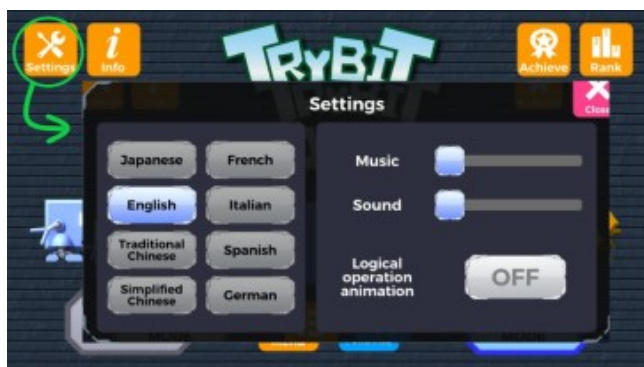 Settings
Info
TRYBIT
Achieve
Rank
Settings
Close
Japanese
French
Music
English
Italian
Sound
Traditional
Chinese
Spanish
Simplified
Chinese
German
Logical
operation
animation
OFF